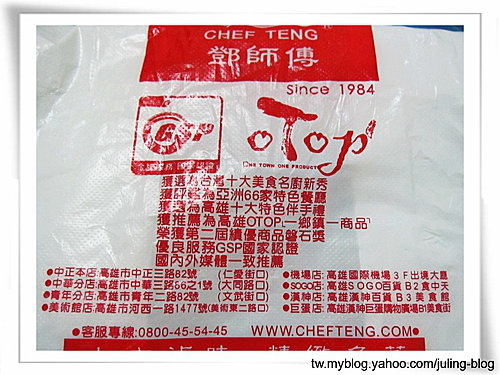 CHEF TENG
鄧師傅
Since 1984
GSP
OTOP
ONE TOWN ONE PRODUCT
獲選為台灣十大美食名廚新秀
獲評為亞洲66家特色餐廳
獲選為高雄十大特色伴手禮
獲推薦為高雄OTOP(一鄉鎮一商品)
榮獲第二屆績優商品磐石獎
優良服務GSP國家認證
國內外媒體一致推薦
●中正本店:高雄市中正三路82號 (仁愛街口)
●中華分店:高雄市中華三路66之1號 (大同路口)
●青年分店:高雄市青年二路82號 (文武街口)
●美術館店:高雄市河西一路1477號(美術東二路口)
●機場店:高雄國際機場3F出境大廳
●SOGO店:高雄SOGO百貨B2食中天
●漢神店:高雄漢神百貨B3美食館
●巨蛋店:高雄漢神巨蛋購物廣場B1美食街
●客服專線:0800-45-54-45
WWW.CHEFTENG.COM
tw.myblog.yahoo.com/juling-blog